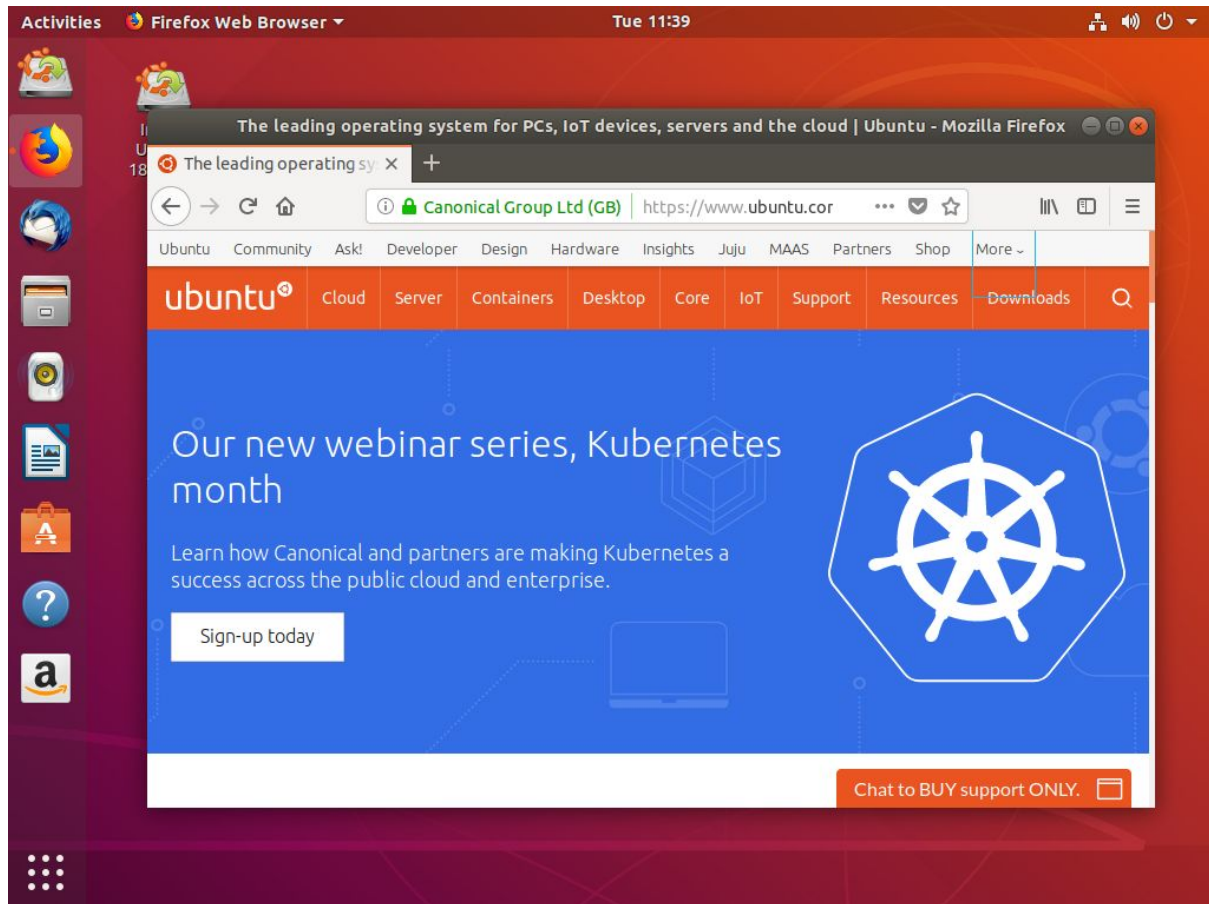 Activities Firefox Web Browser Tue 11:39
The leading operating system for PCs, IoT devices, servers and the cloud | Ubuntu - Mozilla Firefox
The leading operating sy
Canonical Group Ltd (GB) https://www.ubuntu.cor
Ubuntu Community Ask! Developer Design Hardware Insights Juju MAAS Partners Shop More
ubuntu Cloud Server Containers Desktop Core IoT Support Resources Downloads
Our new webinar series, Kubernetes
month
Learn how Canonical and partners are making Kubernetes a
success across the public cloud and enterprise.
Sign-up today
a
Chat to BUY support ONLY.